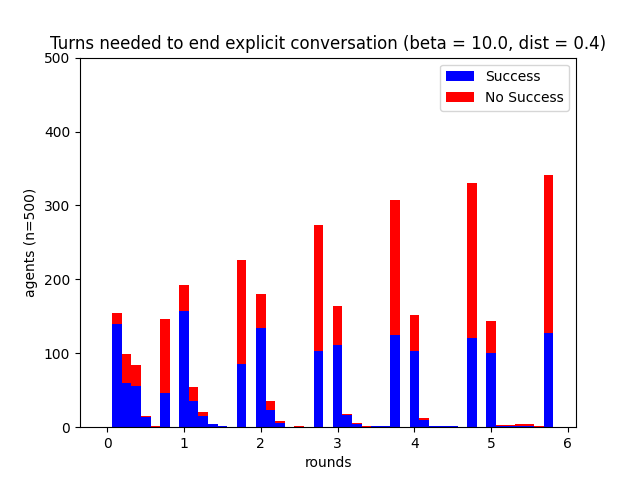 Turns needed to end explicit conversation (beta = 10.0, dist = 0.4)
500
400
300
200
100
0
agents (n=500)
Success
No Success
0 1 2 3 4 5 6
rounds